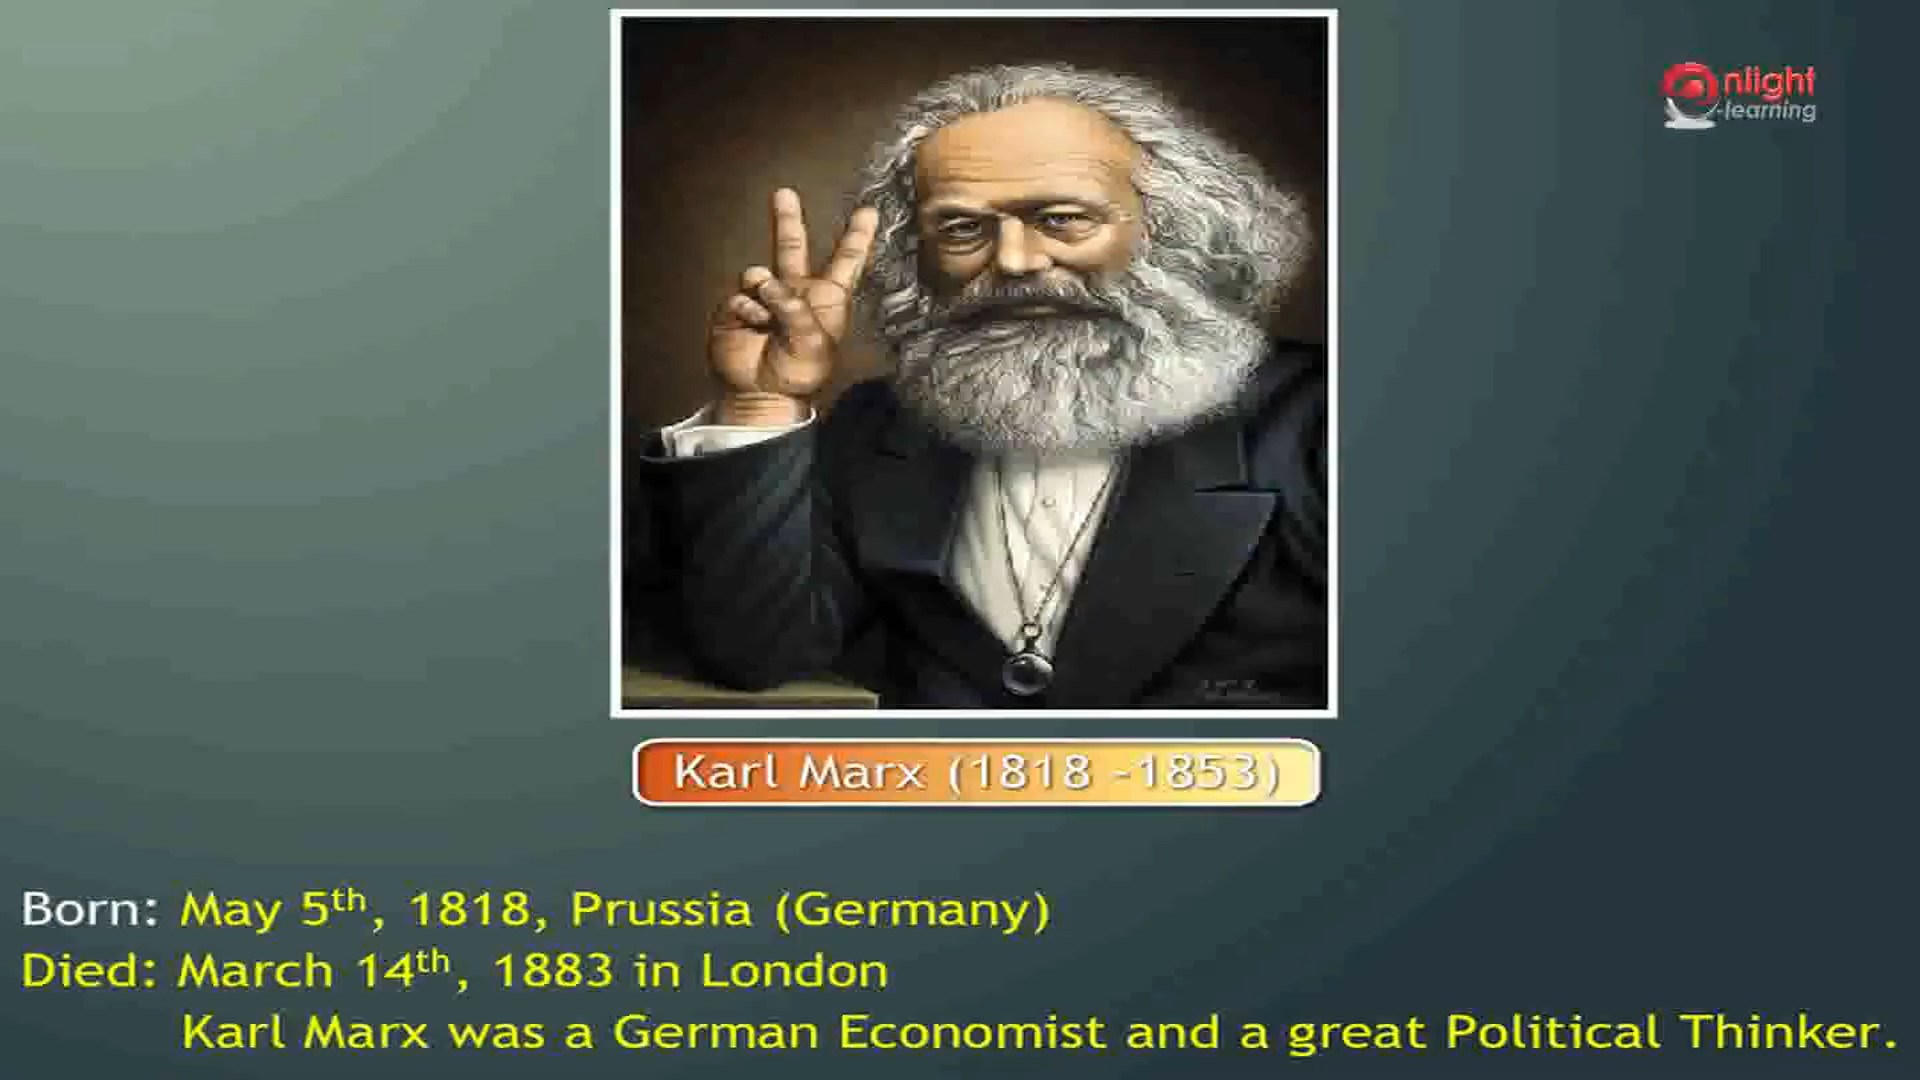 nlight
-learning
Karl Marx (1818 -1853)
Born: May 5th, 1818, Prussia (Germany)
Died: March 14th, 1883 in London
Karl Marx was a German Economist and a great Political Thinker.